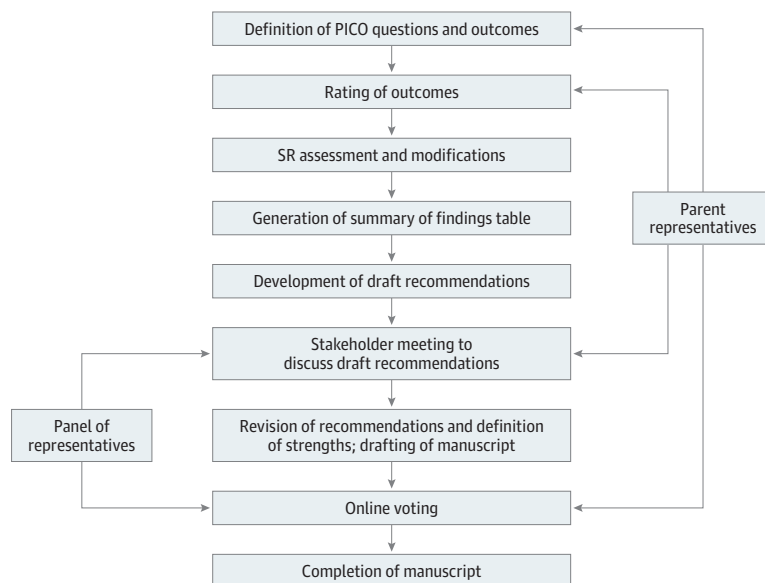 Definition of PICO questions and outcomes
Rating of outcomes
SR assessment and modifications
Generation of summary of findings table
Parent
representatives
Development of draft recommendations
Stakeholder meeting to
discuss draft recommendations
Panel of
representatives
Revision of recommendations and definition
of strengths; drafting of manuscript
Online voting
Completion of manuscript